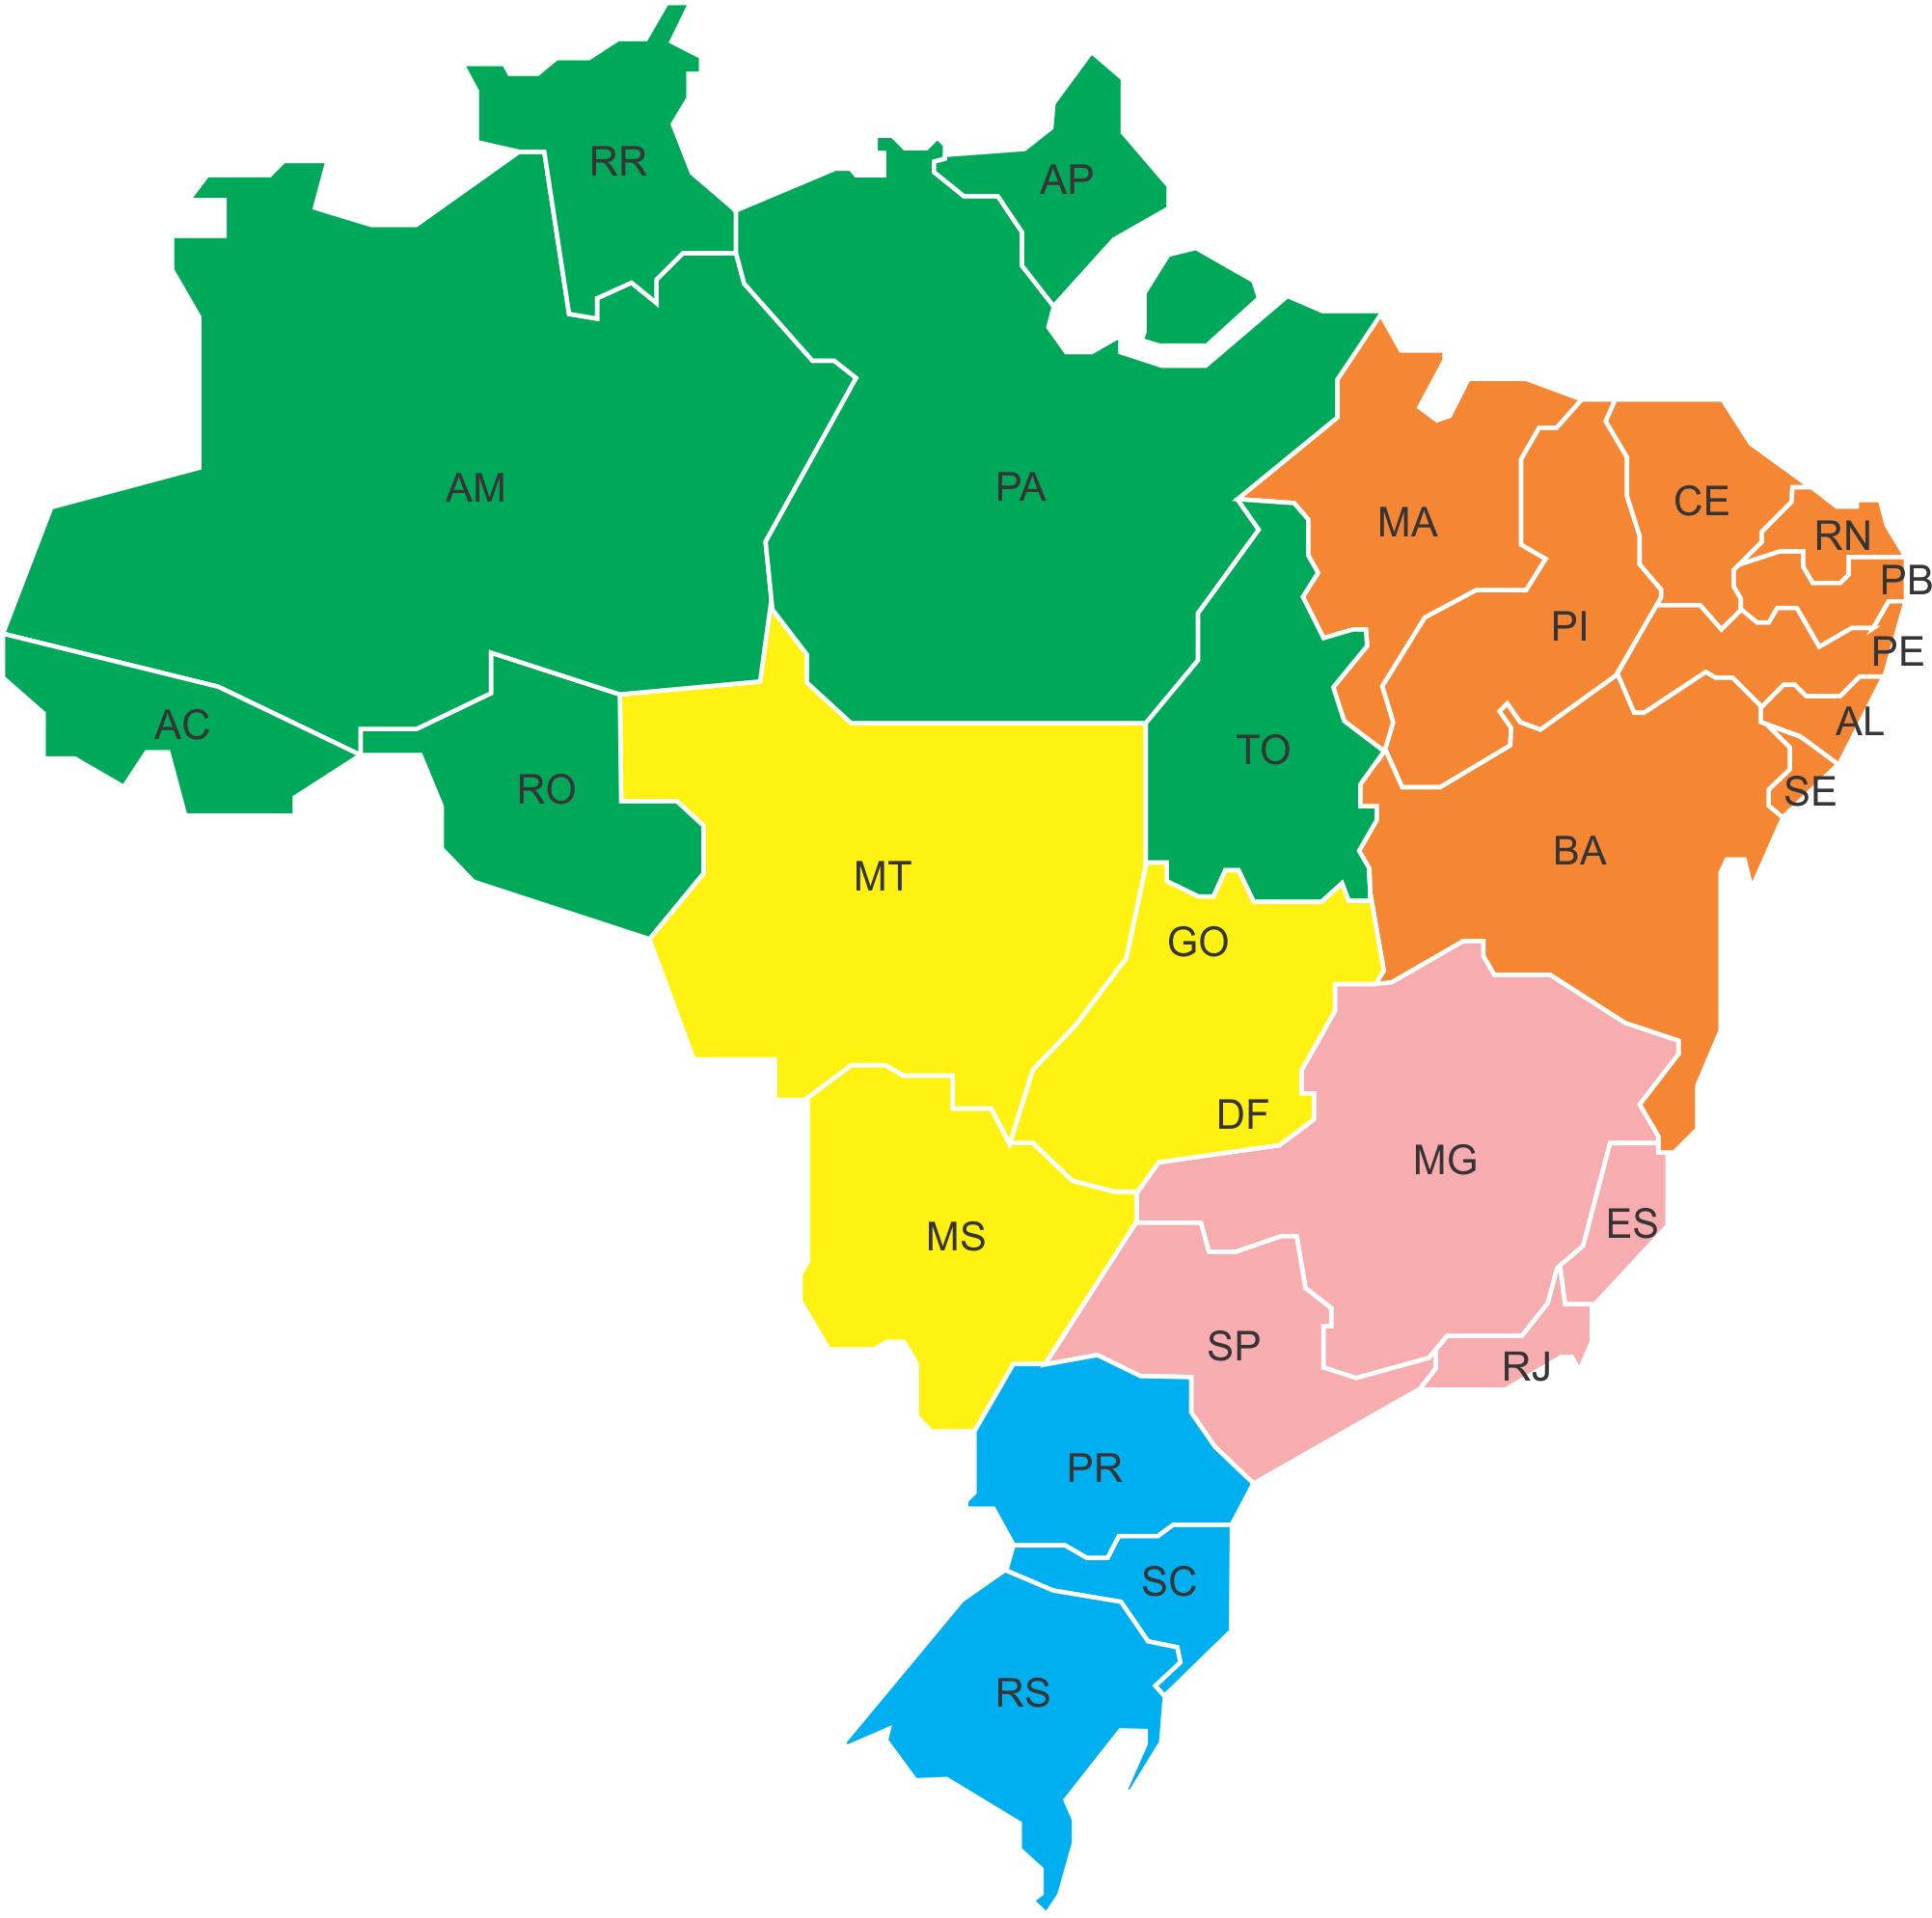 RR
AP
AM
PA
MA
CE
RN
PB
PI
PE
AC
AL
TO
RO
SE
BA
MT
GO
DF
MG
ES
MS
SP
RJ
PR
SC
RS